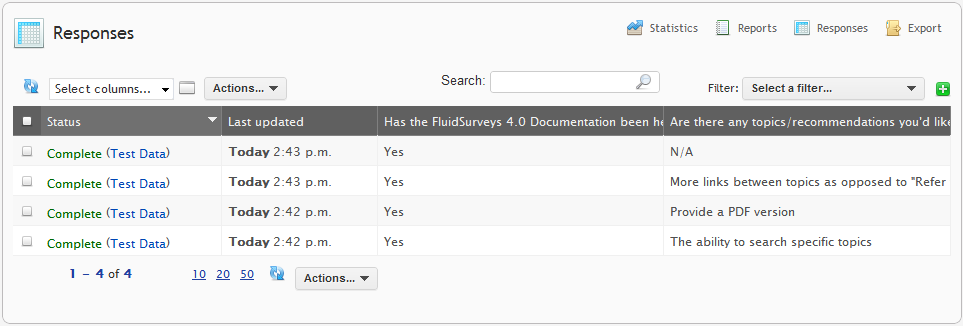 Responses
Statistics Reports Responses Export
Select columns... Actions... Search: Filter: Select a filter...
Status Last updated Has the FluidSurveys 4.0 Documentation been he Are there any topics/recommendations you'd like
Complete (Test Data) Today 2:43 p.m. Yes N/A
Complete (Test Data) Today 2:43 p.m. Yes More links between topics as opposed to "Refer
Complete (Test Data) Today 2:42 p.m. Yes Provide a PDF version
Complete (Test Data) Today 2:42 p.m. Yes The ability to search specific topics
1 – 4 of 4 10 20 50 Actions...